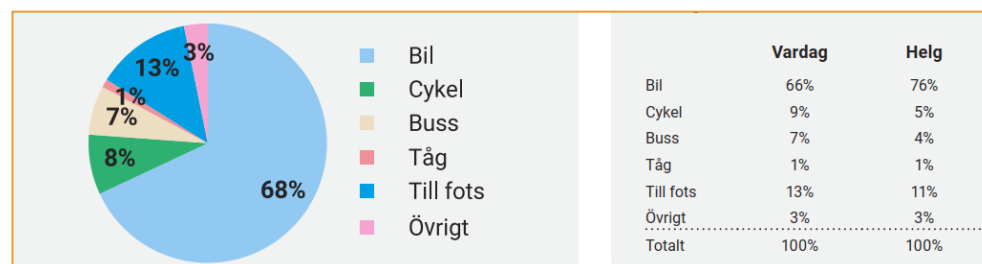 3%
13%
1%
7%
8%
68%
Bil
Cykel
Buss
Tåg
Till fots
Övrigt
Vardag Helg
Bil 66% 76%
Cykel 9% 5%
Buss 7% 4%
Tåg 1% 1%
Till fots 13% 11%
Övrigt 3% 3%
Totalt 100% 100%